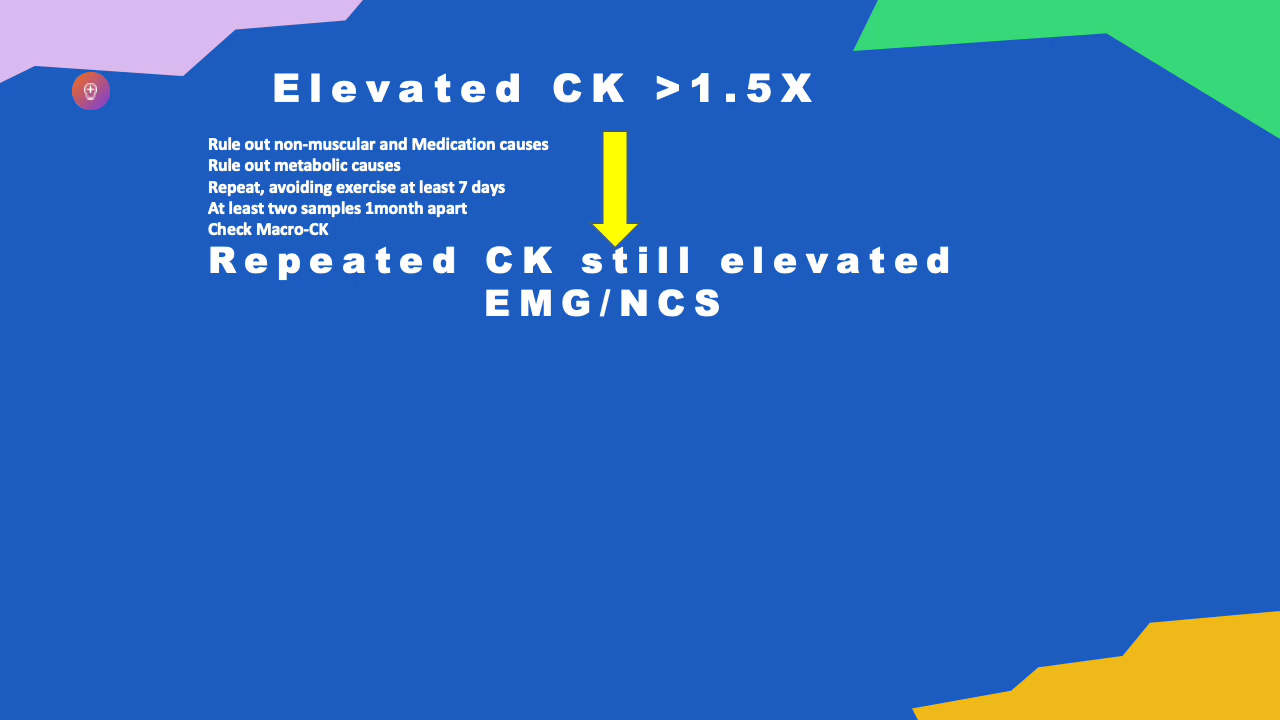 Elevated CK >1.5X
Rule out non-muscular and Medication causes
Rule out metabolic causes
Repeat, avoiding exercise at least 7 days
At least two samples 1month apart
Check Macro-CK
Repeated CK still elevated
EMG/NCS